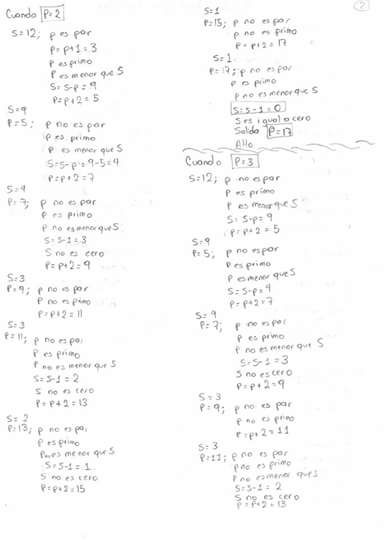 Cuando P=2
S=12; p es par
P=p+1=3
P es primo
P es menor que S
S=S-p=9
P=p+2=5
S=9
P=5; p no es par
p es primo
P es menor que S
S=S-p=9-5=4
P=p+2=7
S=4
P=7; p no es par
P es primo
P no es menor que S
S=S-1=3
S no es cero
P=p+2=9
S=3
P=9; p no es par
P no es primo
P=p+2=11
S=3
P=11; p no es par
P es primo
P no es menor que S
S=S-1=2
S no es cero
P=p+2=13
S=2
P=13; p no es par
P es primo
P no es menor que S
S=S-1=1
S no es cero
P=p+2=15
2
S=1
P=15; p no es par
p no es primo
P=p+2=17
S=1
P=17; p no es par
P es primo
p no es menor que S
S=S-1=0
S es igual a cero
Salida P=17
Alto
Cuando P=3
S=12; p no es par
P es primo
P es menor que S
S=S-p=9
P=p+2=5
S=9
P=5; p no es par
P es primo
P es menor que S
S=S-p=4
P=p+2=7
S=4
P=7; p no es par
P es primo
P no es menor que S
S=S-1=3
S no es cero
P=p+2=9
S=3
P=9; p no es par
P no es primo
P=p+2=11
S=3
P=11; p no es par
P no es primo
P no es menor que S
S=S-1=2
S no es cero
P=p+2=13